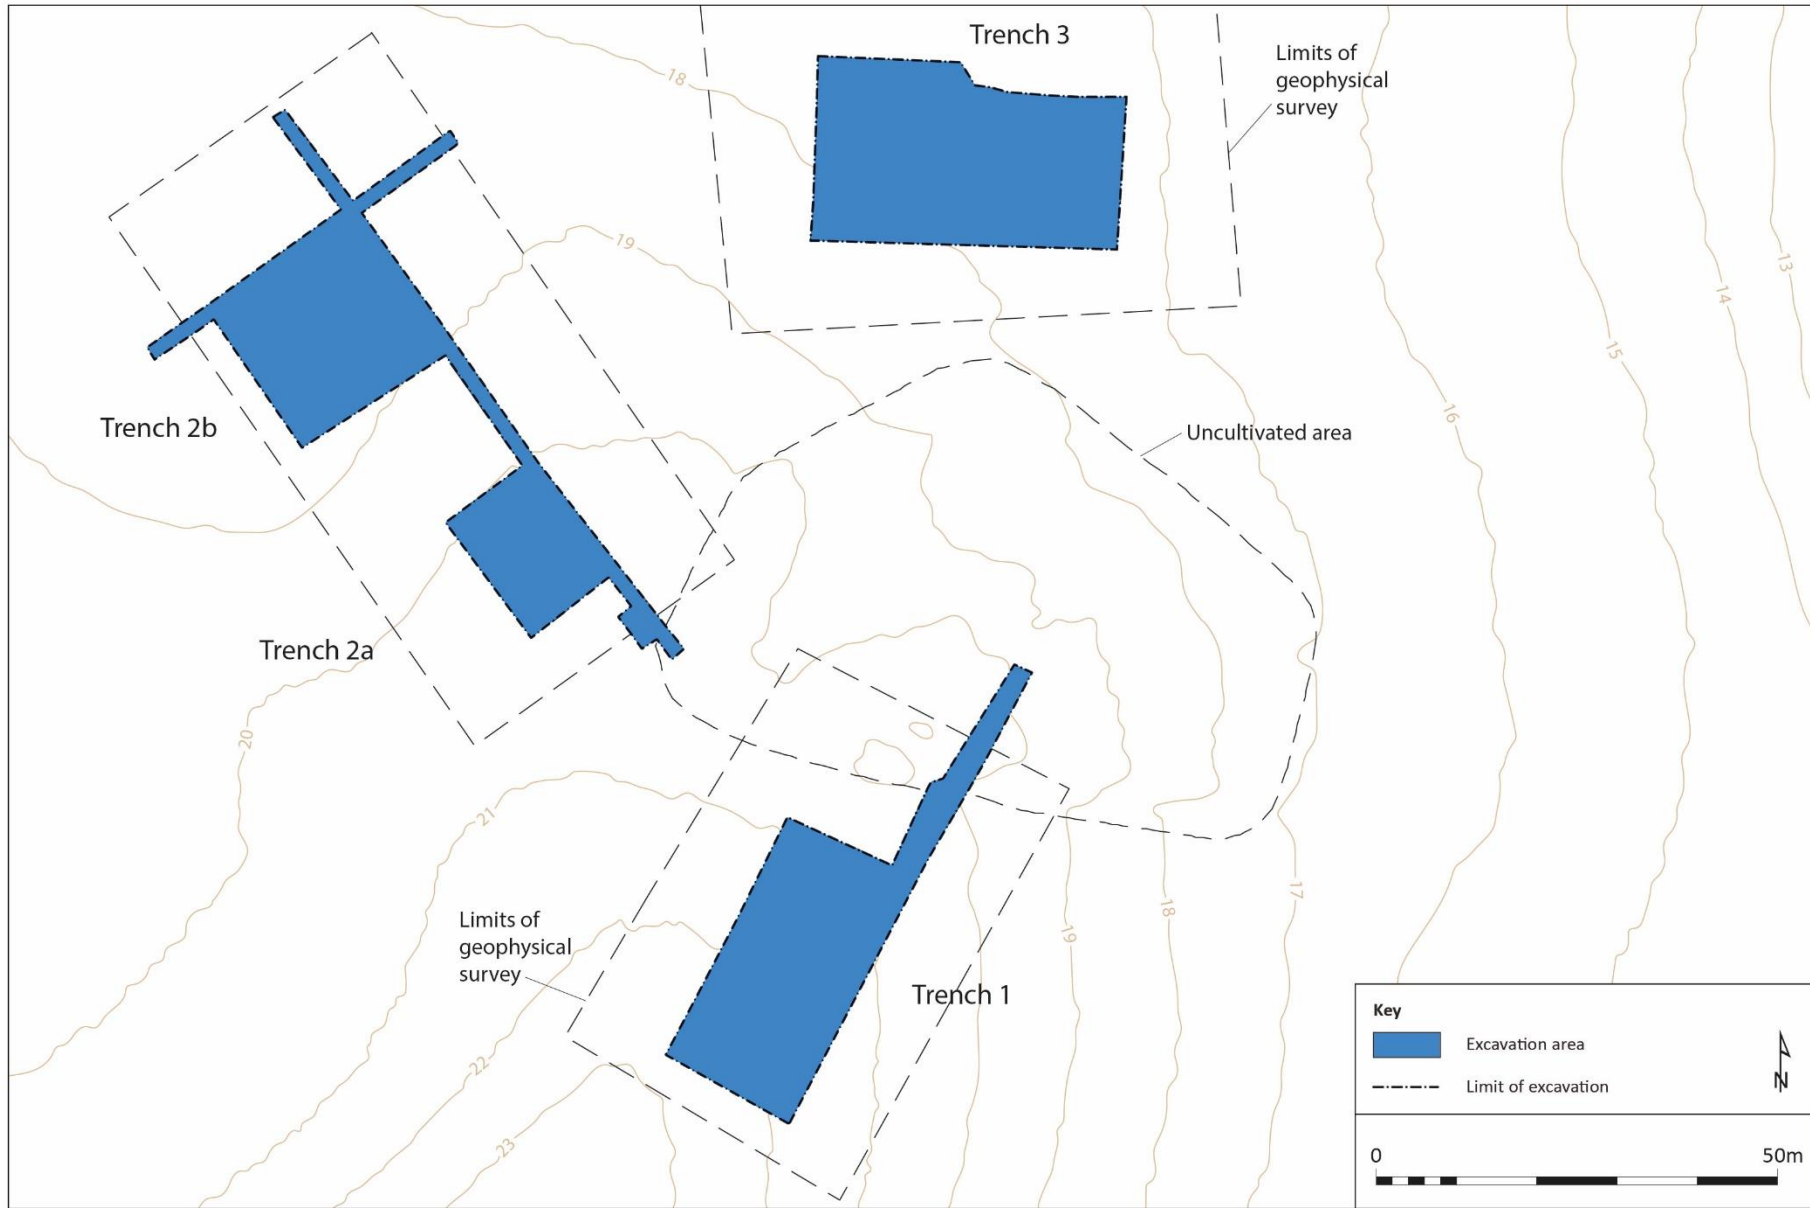 Trench 3
Limits of
geophysical
survey
18
19
13
14
15
16
Trench 2b
Uncultivated area
Trench 2a
20
21
17
18
19
Limits of
geophysical
survey
Trench 1
22
23
Key
Excavation area
Limit of excavation
N
0
50m